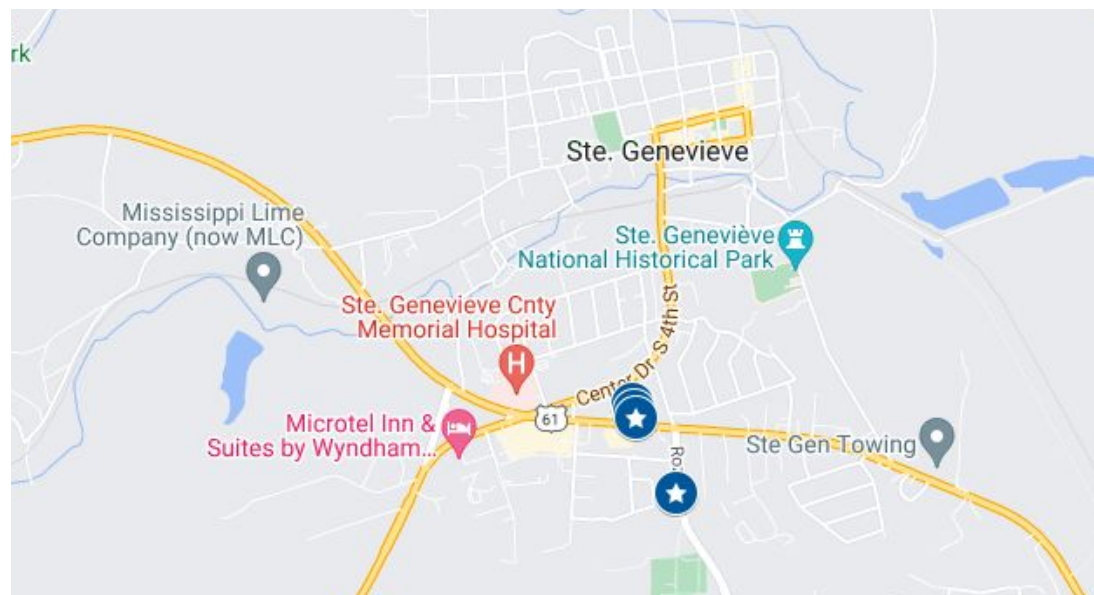 rk
Ste. Genevieve
Mississippi Lime
Company (now MLC)
Ste. Geneviève
National Historical Park
Ste. Genevieve Cnty
Memorial Hospital
H
Center Dr
S 4th St
61
Microtel Inn &
Suites by Wyndham...
Ste Gen Towing